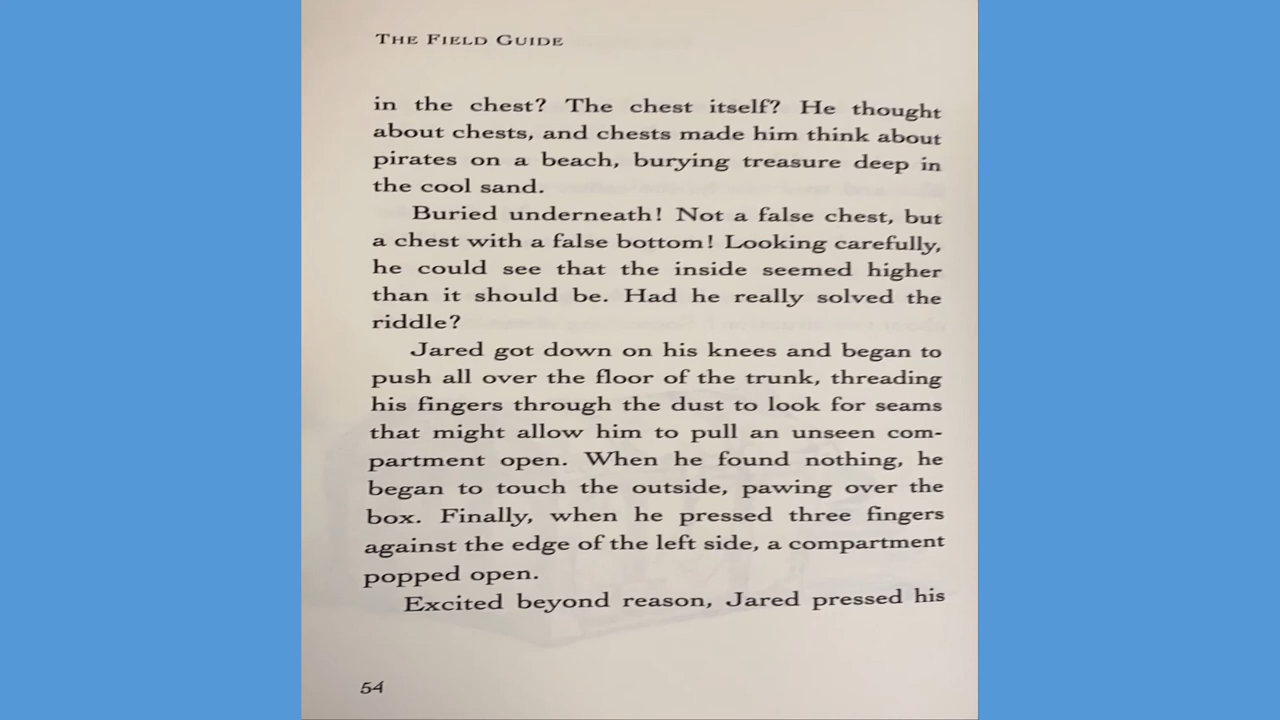 THE FIELD GUIDE
in the chest? The chest itself? He thought
about chests, and chests made him think about
pirates on a beach, burying treasure deep in
the cool sand.
Buried underneath! Not a false chest, but
a chest with a false bottom! Looking carefully,
he could see that the inside seemed higher
than it should be. Had he really solved the
riddle?
Jared got down on his knees and began to
push all over the floor of the trunk, threading
his fingers through the dust to look for seams
that might allow him to pull an unseen com-
partment open. When he found nothing, he
began to touch the outside, pawing over the
box. Finally, when he pressed three fingers
against the edge of the left side, a compartment
popped open.
Excited beyond reason, Jared pressed his
54